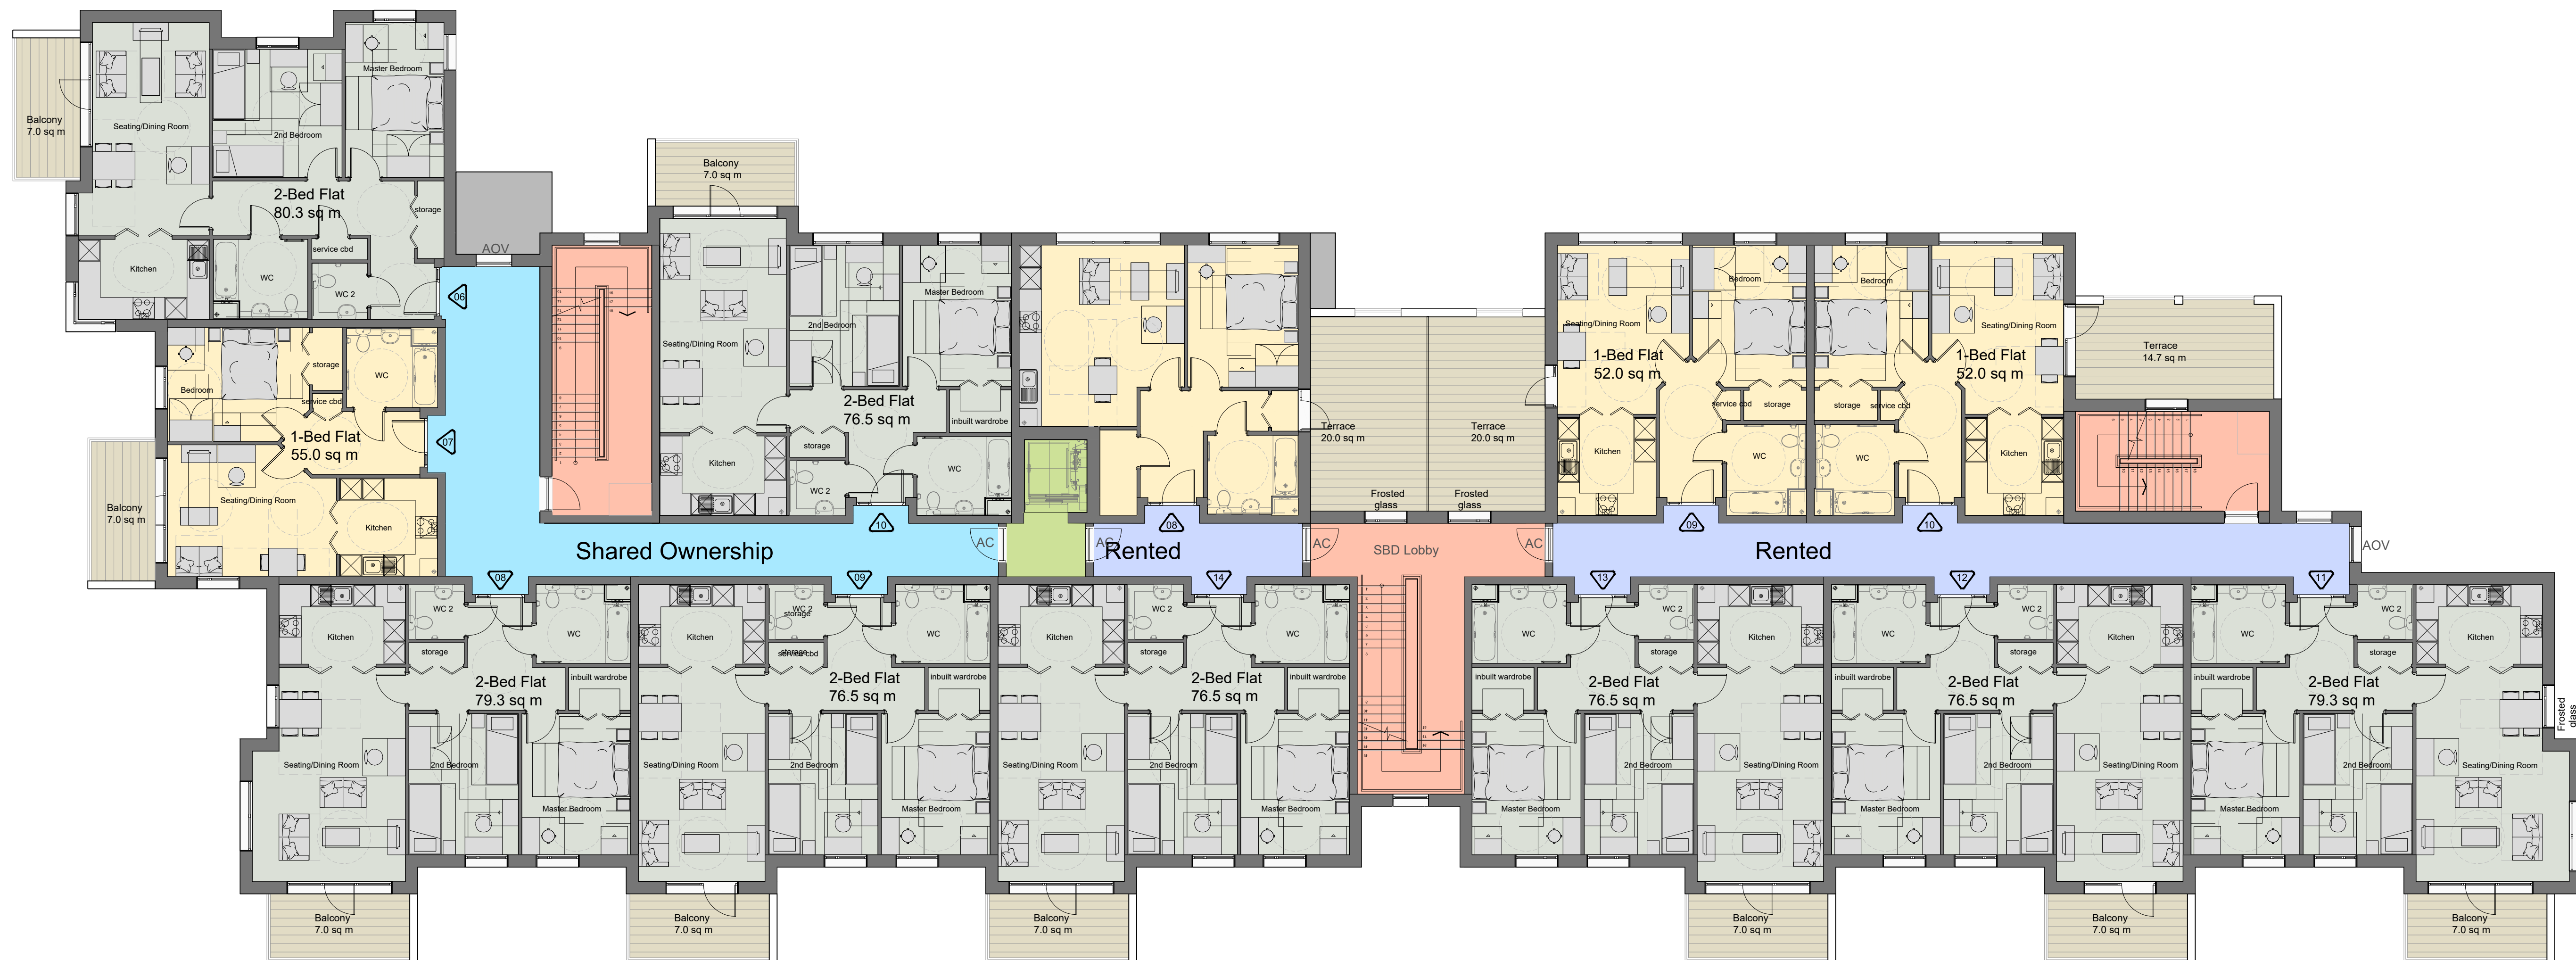 Balcony
7.0 sq m
Seating/Dining Room
2nd Bedroom
Master Bedroom
2-Bed Flat
80.3 sq m
storage
service cbd
Kitchen
WC
WC 2
06
AOV
Bedroom
storage
service cbd
WC
1-Bed Flat
55.0 sq m
07
Balcony
7.0 sq m
Seating/Dining Room
Kitchen
Balcony
7.0 sq m
Seating/Dining Room
2nd Bedroom
Master Bedroom
2-Bed Flat
76.5 sq m
inbuilt wardrobe
storage
Kitchen
WC 2
WC
10
Shared Ownership
AC
AC
Rented
08
Terrace
20.0 sq m
Terrace
20.0 sq m
Frosted
glass
Frosted
glass
AC
SBD Lobby
AC
Seating/Dining Room
Bedroom
1-Bed Flat
52.0 sq m
service cbd
storage
Kitchen
WC
09
Bedroom
Seating/Dining Room
1-Bed Flat
52.0 sq m
storage
service cbd
WC
Kitchen
10
Terrace
14.7 sq m
Rented
AOV
08
09
14
13
12
11
Kitchen
WC 2
WC
storage
2-Bed Flat
79.3 sq m
inbuilt wardrobe
Seating/Dining Room
2nd Bedroom
Master Bedroom
Balcony
7.0 sq m
Kitchen
WC 2
storage
WC
storage
service cbd
2-Bed Flat
76.5 sq m
inbuilt wardrobe
Seating/Dining Room
2nd Bedroom
Master Bedroom
Balcony
7.0 sq m
Kitchen
WC 2
WC
storage
2-Bed Flat
76.5 sq m
inbuilt wardrobe
Seating/Dining Room
2nd Bedroom
Master Bedroom
Balcony
7.0 sq m
WC
WC 2
Kitchen
storage
inbuilt wardrobe
2-Bed Flat
76.5 sq m
2nd Bedroom
Seating/Dining Room
Master Bedroom
Balcony
7.0 sq m
WC
WC 2
Kitchen
storage
inbuilt wardrobe
2-Bed Flat
76.5 sq m
2nd Bedroom
Seating/Dining Room
Master Bedroom
Balcony
7.0 sq m
WC
WC 2
Kitchen
storage
inbuilt wardrobe
2-Bed Flat
79.3 sq m
2nd Bedroom
Seating/Dining Room
Master Bedroom
Frosted
glass
Balcony
7.0 sq m